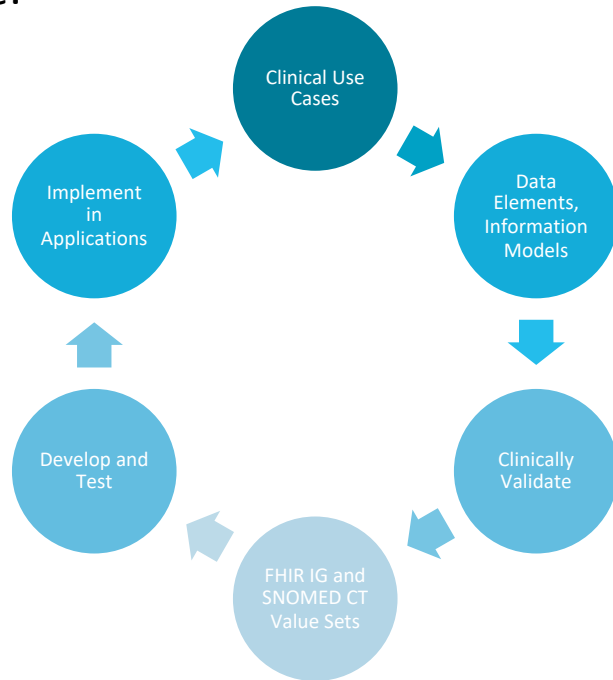 Clinical Use
Cases
Data
Elements,
Information
Models
Clinically
Validate
FHIR IG and
SNOMED CT
Value Sets
Develop and
Test
Implement
in
Applications